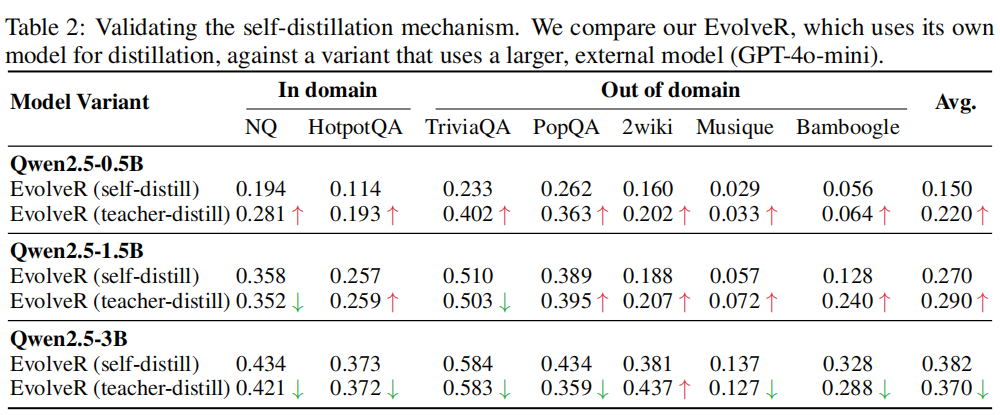 Table 2: Validating the self-distillation mechanism. We compare our EvolveR, which uses its own
model for distillation, against a variant that uses a larger, external model (GPT-4o-mini).
Model Variant In domain Out of domain Avg.
NQ HotpotQA TriviaQA PopQA 2wiki Musique Bamboogle
Qwen2.5-0.5B
EvolveR (self-distill) 0.194 0.114 0.233 0.262 0.160 0.029 0.056 0.150
EvolveR (teacher-distill) 0.281 ↑ 0.193 ↑ 0.402 ↑ 0.363 ↑ 0.202 ↑ 0.033 ↑ 0.064 ↑ 0.220 ↑
Qwen2.5-1.5B
EvolveR (self-distill) 0.358 0.257 0.510 0.389 0.188 0.057 0.128 0.270
EvolveR (teacher-distill) 0.352 ↓ 0.259 ↑ 0.503 ↓ 0.395 ↑ 0.207 ↑ 0.072 ↑ 0.240 ↑ 0.290 ↑
Qwen2.5-3B
EvolveR (self-distill) 0.434 0.373 0.584 0.434 0.381 0.137 0.328 0.382
EvolveR (teacher-distill) 0.421 ↓ 0.372 ↓ 0.583 ↓ 0.359 ↓ 0.437 ↑ 0.127 ↓ 0.288 ↓ 0.370 ↓